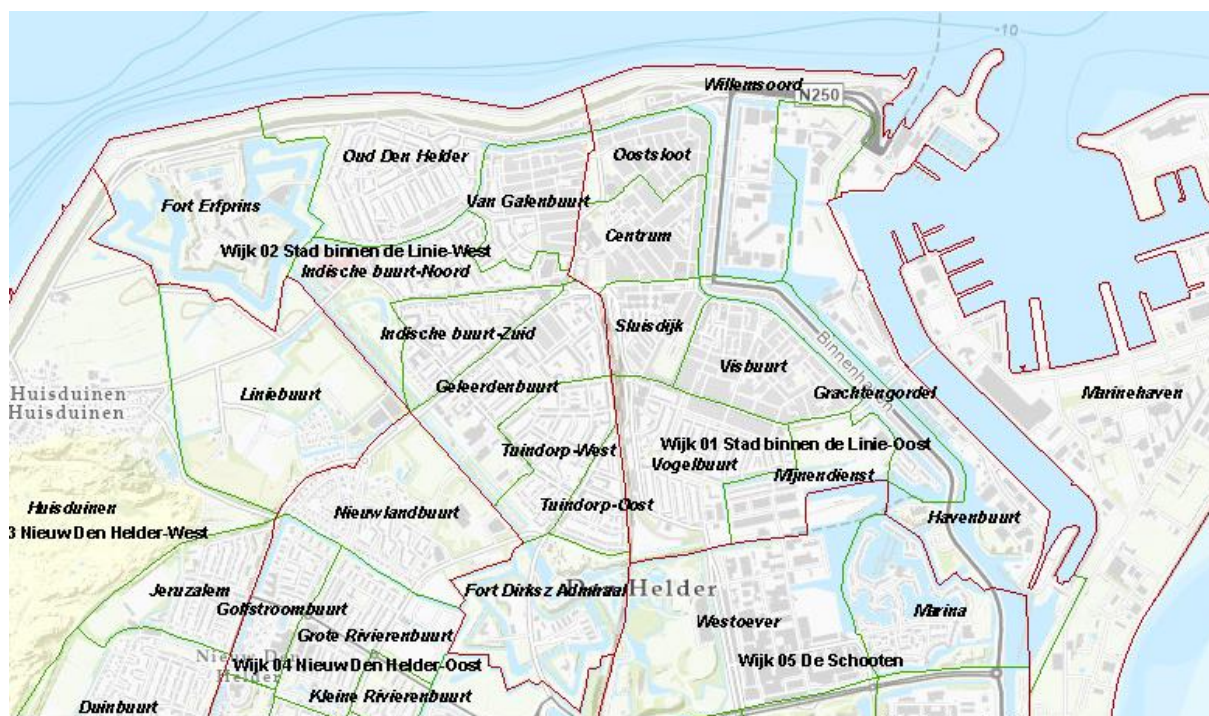 -10
Willemsoord
N250
Oud Den Helder
Oostsloot
Fort Erfprins
Van Galenbuurt
Centrum
Wijk 02 Stad binnen de Linie-West
Indische buurt-Noord
Indische buurt-Zuid
Sluisdijk
Binnenhaven
Visbuurt
Geleerdenbuurt
Huisduinen
Huisduinen
Liniebuurt
Grachtengordel
Marinehaven
Tuindorp-West
Wijk 01 Stad binnen de Linie-Oost
Vogelbuurt
Mijnendienst
Huisduinen
Nieuwlandbuurt
Tuindorp-Oost
Havenbuurt
3 Nieuw Den Helder-West
Jeruzalem
Golfstroombuurt
Fort Dirksz Admiraal
Den Helder
Marina
Grote Rivierenbuurt
Westoever
Nieuw Den
Helder
Wijk 04 Nieuw Den Helder-Oost
Wijk 05 De Schooten
Kleine Rivierenbuurt
Duinbuurt